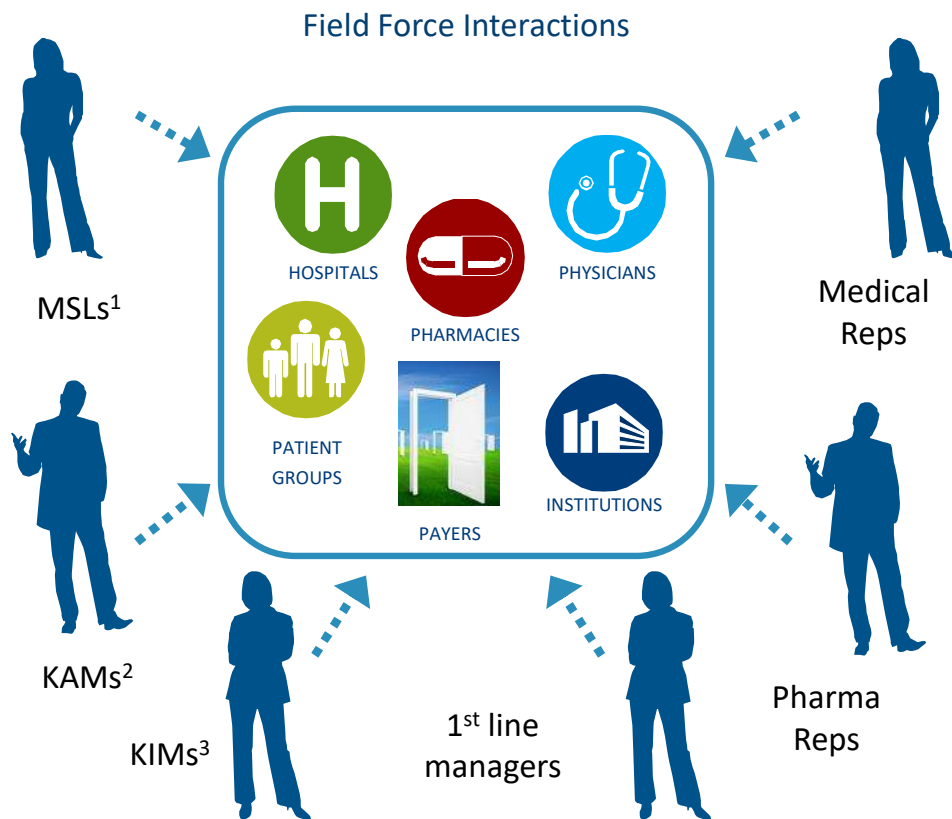 Field Force Interactions
HOSPITALS
PHYSICIANS
PHARMACIES
MSLs¹
Medical
Reps
PATIENT
GROUPS
INSTITUTIONS
PAYERS
KAMs²
KIMs³
1st line
managers
Pharma
Reps